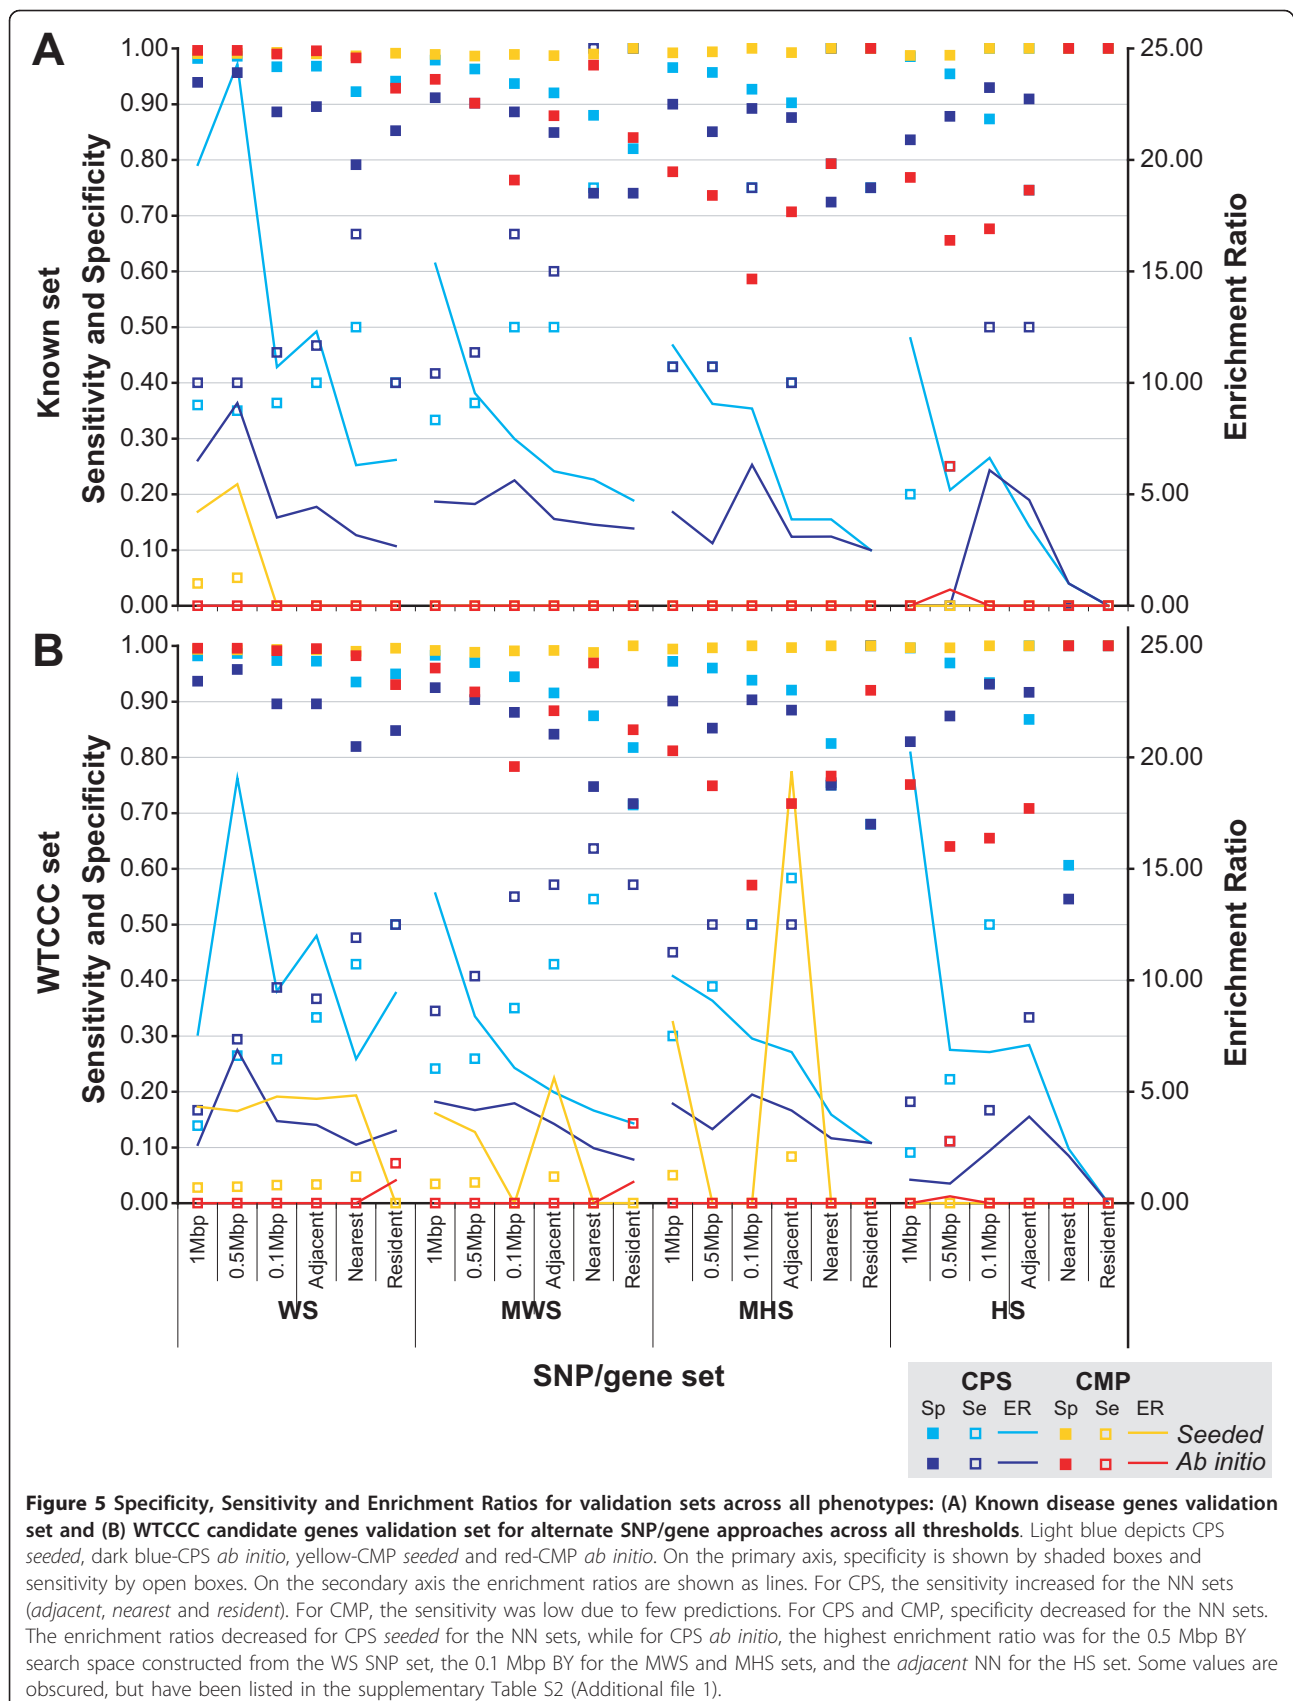 A
1.00
0.90
0.80
0.70
0.60
0.50
0.40
0.30
0.20
0.10
0.00
Known set
Sensitivity and Specificity
25.00
20.00
15.00
10.00
5.00
0.00
Enrichment Ratio
B
1.00
0.90
0.80
0.70
0.60
0.50
0.40
0.30
0.20
0.10
0.00
WTCCC set
Sensitivity and Specificity
25.00
20.00
15.00
10.00
5.00
0.00
Enrichment Ratio
1Mbp
0.5Mbp
0.1Mbp
Adjacent
Nearest
Resident
1Mbp
0.5Mbp
0.1Mbp
Adjacent
Nearest
Resident
1Mbp
0.5Mbp
0.1Mbp
Adjacent
Nearest
Resident
1Mbp
0.5Mbp
0.1Mbp
Adjacent
Nearest
Resident
WS MWS MHS HS
SNP/gene set
CPS CMP
Sp Se ER Sp Se ER
Seeded
Ab initio
Figure 5 Specificity, Sensitivity and Enrichment Ratios for validation sets across all phenotypes: (A) Known disease genes validation
set and (B) WTCCC candidate genes validation set for alternate SNP/gene approaches across all thresholds. Light blue depicts CPS
seeded, dark blue-CPS ab initio, yellow-CMP seeded and red-CMP ab initio. On the primary axis, specificity is shown by shaded boxes and
sensitivity by open boxes. On the secondary axis the enrichment ratios are shown as lines. For CPS, the sensitivity increased for the NN sets
(adjacent, nearest and resident). For CMP, the sensitivity was low due to few predictions. For CPS and CMP, specificity decreased for the NN sets.
The enrichment ratios decreased for CPS seeded for the NN sets, while for CPS ab initio, the highest enrichment ratio was for the 0.5 Mbp BY
search space constructed from the WS SNP set, the 0.1 Mbp BY for the MWS and MHS sets, and the adjacent NN for the HS set. Some values are
obscured, but have been listed in the supplementary Table S2 (Additional file 1).